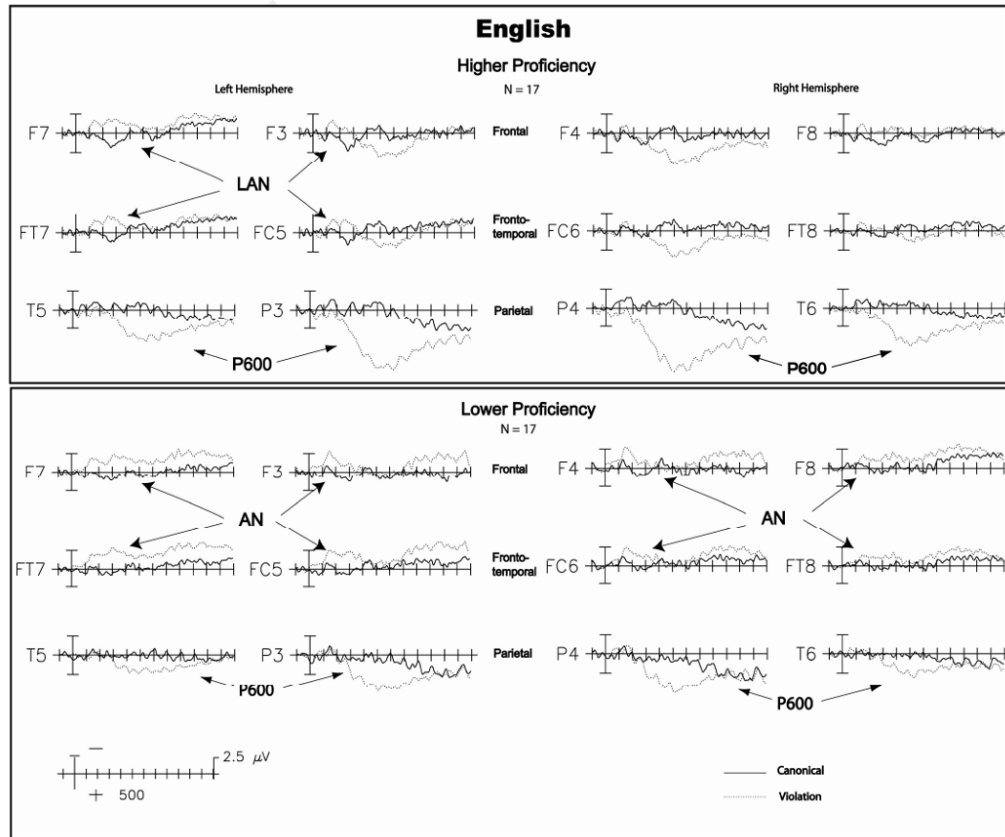 English
Higher Proficiency
Left Hemisphere
N = 17
Right Hemisphere
F7
F3
Frontal
F4
F8
LAN
FT7
FC5
Fronto-
temporal
FC6
FT8
T5
P3
Parietal
P4
T6
P600
P600
Lower Proficiency
N = 17
F7
F3
Frontal
F4
F8
AN
AN
FT7
FC5
Fronto-
temporal
FC6
FT8
T5
P3
Parietal
P4
T6
P600
P600
−
2.5 µV
+ 500
Canonical
Violation